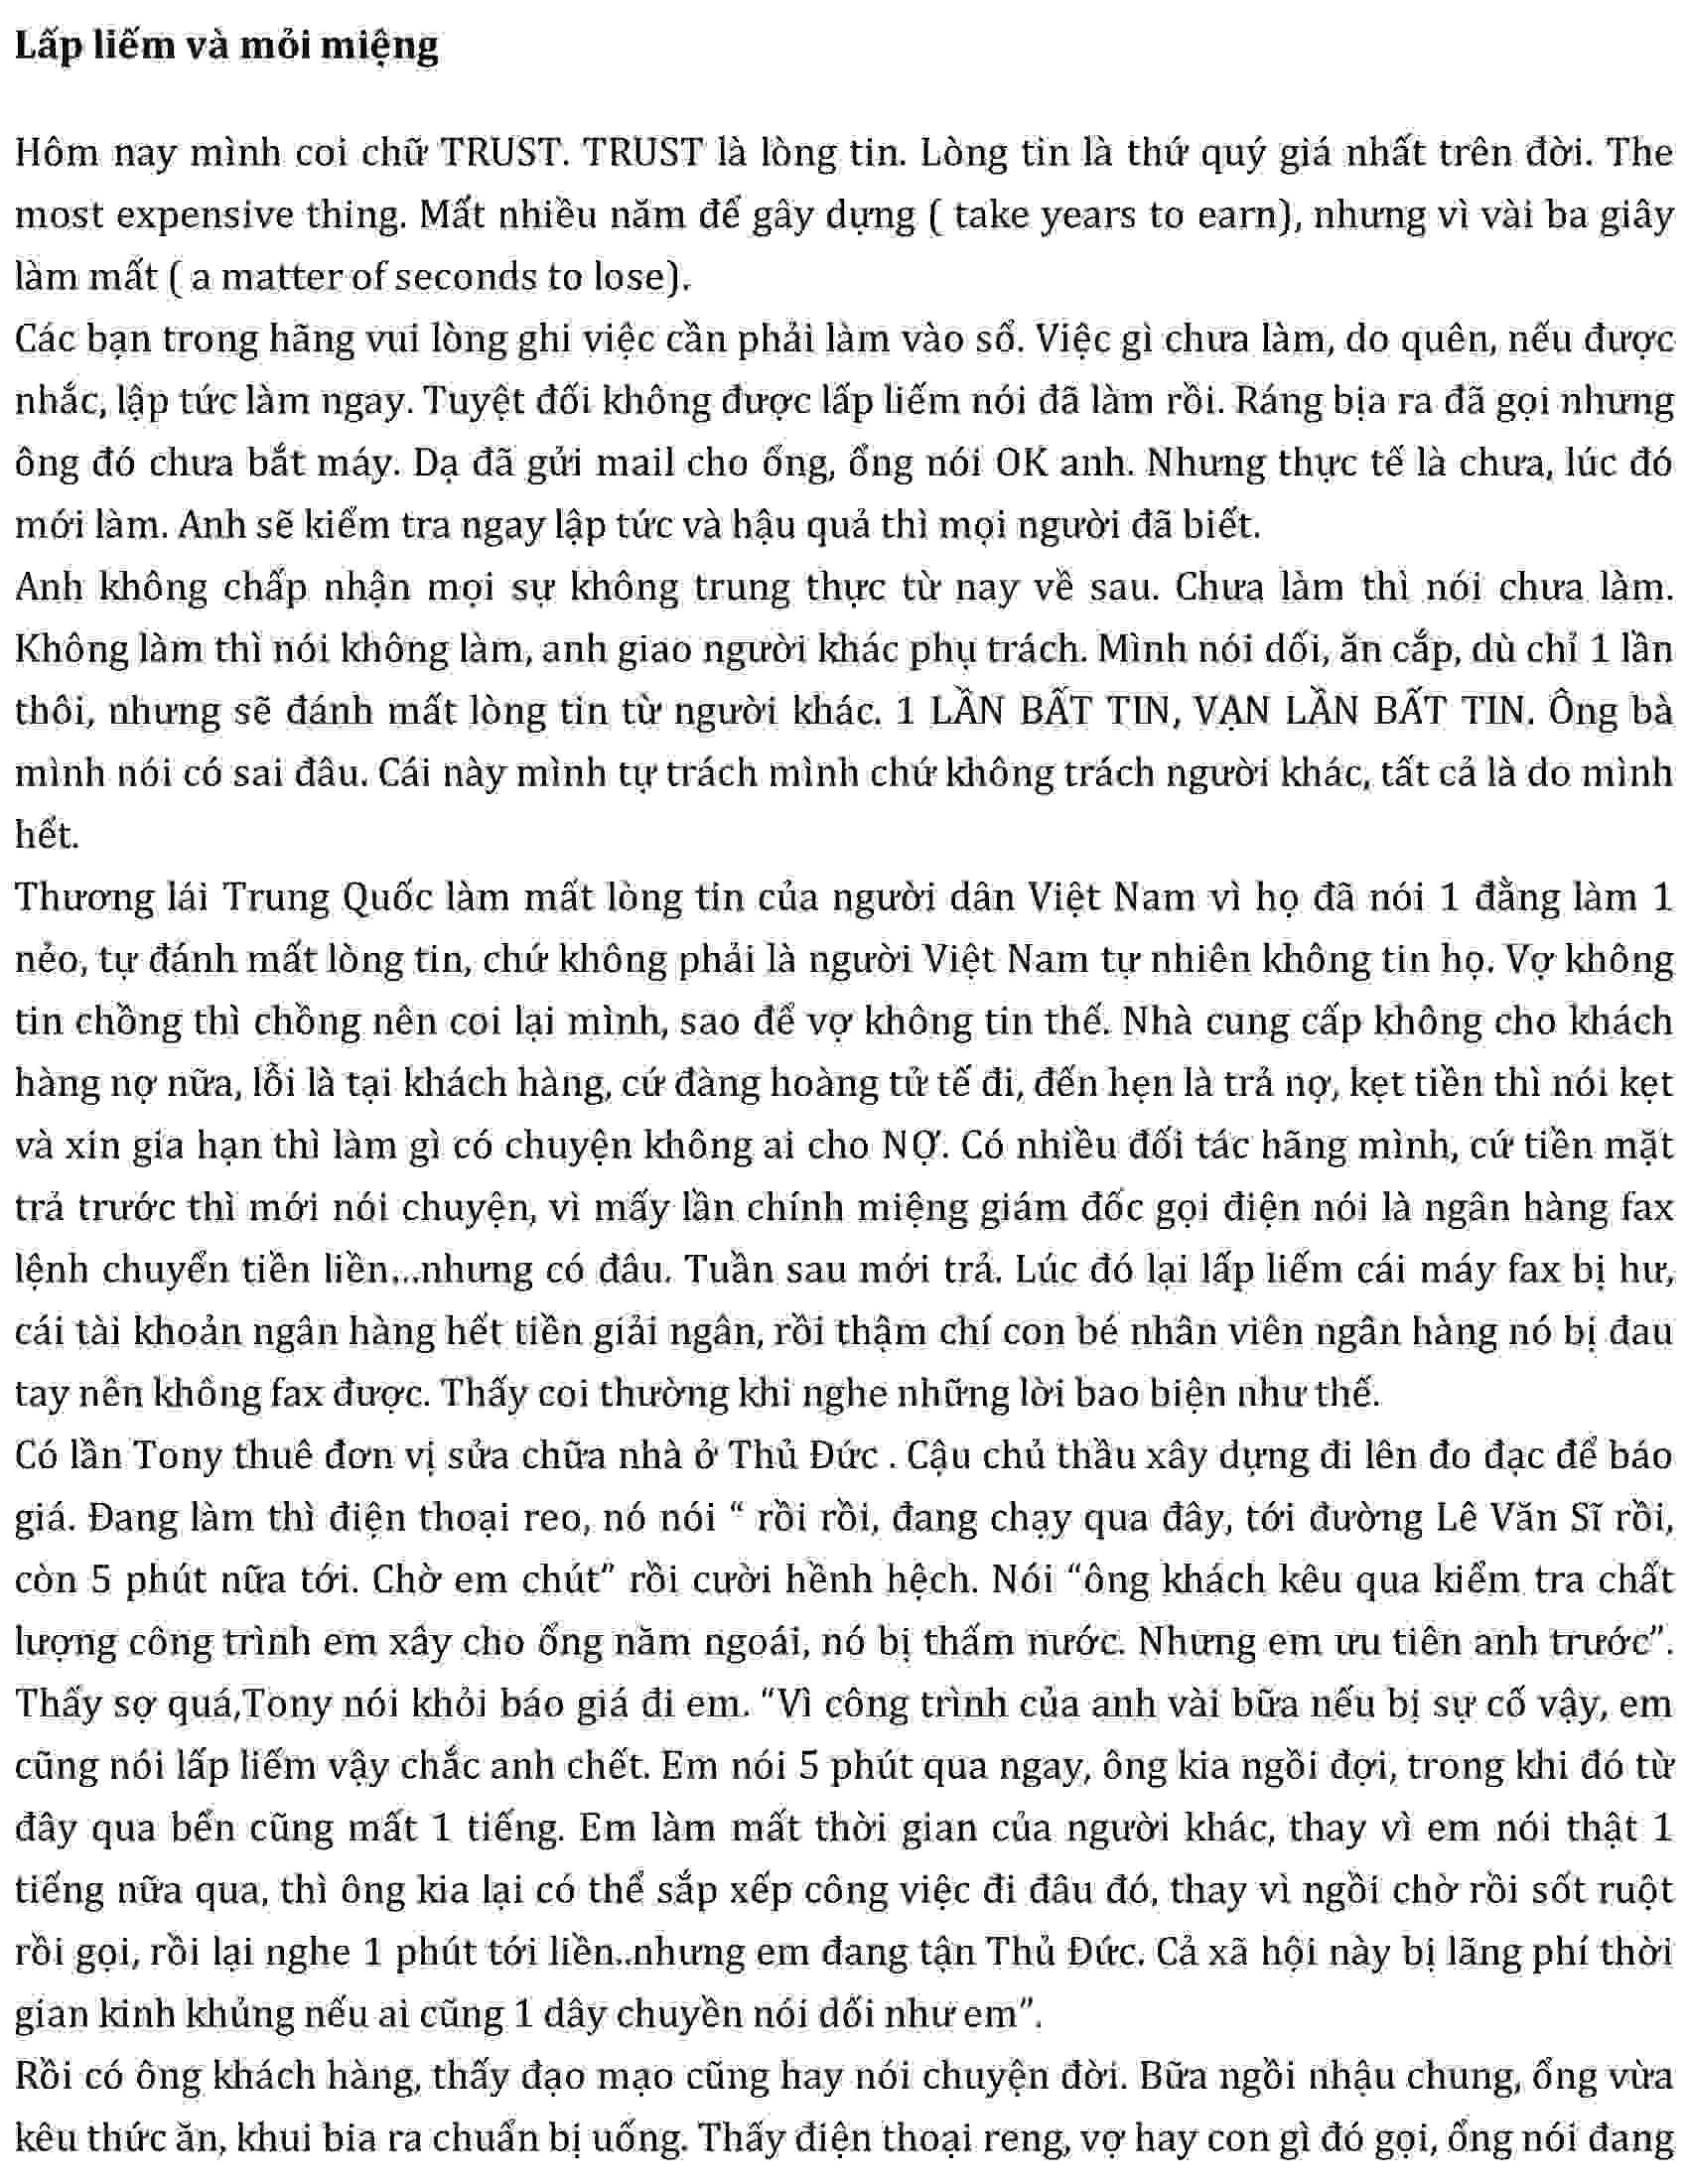 Lấp liếm và mỏi miệng
Hôm nay mình coi chữ TRUST. TRUST là lòng tin. Lòng tin là thứ quý giá nhất trên đời. The
most expensive thing. Mất nhiều năm để gây dựng ( take years to earn), nhưng vì vài ba giây
làm mất ( a matter of seconds to lose).
Các bạn trong hãng vui lòng ghi việc cần phải làm vào sổ. Việc gì chưa làm, do quên, nếu được
nhắc, lập tức làm ngay. Tuyệt đối không được lấp liếm nói đã làm rồi. Ráng bịa ra đã gọi nhưng
ông đó chưa bắt máy. Dạ đã gửi mail cho ổng, ổng nói OK anh. Nhưng thực tế là chưa, lúc đó
mới làm. Anh sẽ kiểm tra ngay lập tức và hậu quả thì mọi người đã biết.
Anh không chấp nhận mọi sự không trung thực từ nay về sau. Chưa làm thì nói chưa làm.
Không làm thì nói không làm, anh giao người khác phụ trách. Mình nói dối, ăn cắp, dù chỉ 1 lần
thôi, nhưng sẽ đánh mất lòng tin từ người khác. 1 LẦN BẤT TIN, VẠN LẦN BẤT TIN. Ông bà
mình nói có sai đâu. Cái này mình tự trách mình chứ không trách người khác, tất cả là do mình
hết.
Thương lái Trung Quốc làm mất lòng tin của người dân Việt Nam vì họ đã nói 1 đằng làm 1
nẻo, tự đánh mất lòng tin, chứ không phải là người Việt Nam tự nhiên không tin họ. Vợ không
tin chồng thì chồng nên coi lại mình, sao để vợ không tin thế. Nhà cung cấp không cho khách
hàng nợ nữa, lỗi là tại khách hàng, cứ đàng hoàng tử tế đi, đến hẹn là trả nợ, kẹt tiền thì nói kẹt
và xin gia hạn thì làm gì có chuyện không ai cho NỢ. Có nhiều đối tác hãng mình, cứ tiền mặt
trả trước thì mới nói chuyện, vì mấy lần chính miệng giám đốc gọi điện nói là ngân hàng fax
lệnh chuyển tiền liền...nhưng có đâu. Tuần sau mới trả. Lúc đó lại lấp liếm cái máy fax bị hư,
cái tài khoản ngân hàng hết tiền giải ngân, rồi thậm chí con bé nhân viên ngân hàng nó bị đau
tay nên không fax được. Thấy coi thường khi nghe những lời bao biện như thế.
Có lần Tony thuê đơn vị sửa chữa nhà ở Thủ Đức . Cậu chủ thầu xây dựng đi lên đo đạc để báo
giá. Đang làm thì điện thoại reo, nó nói “ rồi rồi, đang chạy qua đây, tới đường Lê Văn Sĩ rồi,
còn 5 phút nữa tới. Chờ em chút” rồi cười hềnh hệch. Nói “ông khách kêu qua kiểm tra chất
lượng công trình em xây cho ổng năm ngoái, nó bị thấm nước. Nhưng em ưu tiên anh trước”.
Thấy sợ quá,Tony nói khỏi báo giá đi em. “Vì công trình của anh vài bữa nếu bị sự cố vậy, em
cũng nói lấp liếm vậy chắc anh chết. Em nói 5 phút qua ngay, ông kia ngồi đợi, trong khi đó từ
đây qua bển cũng mất 1 tiếng. Em làm mất thời gian của người khác, thay vì em nói thật 1
tiếng nữa qua, thì ông kia lại có thể sắp xếp công việc đi đâu đó, thay vì ngồi chờ rồi sốt ruột
rồi gọi, rồi lại nghe 1 phút tới liền..nhưng em đang tận Thủ Đức. Cả xã hội này bị lãng phí thời
gian kinh khủng nếu ai cũng 1 dây chuyền nói dối như em”.
Rồi có ông khách hàng, thấy đạo mạo cũng hay nói chuyện đời. Bữa ngồi nhậu chung, ổng vừa
kêu thức ăn, khui bia ra chuẩn bị uống. Thấy điện thoại reng, vợ hay con gì đó gọi, ổng nói đang